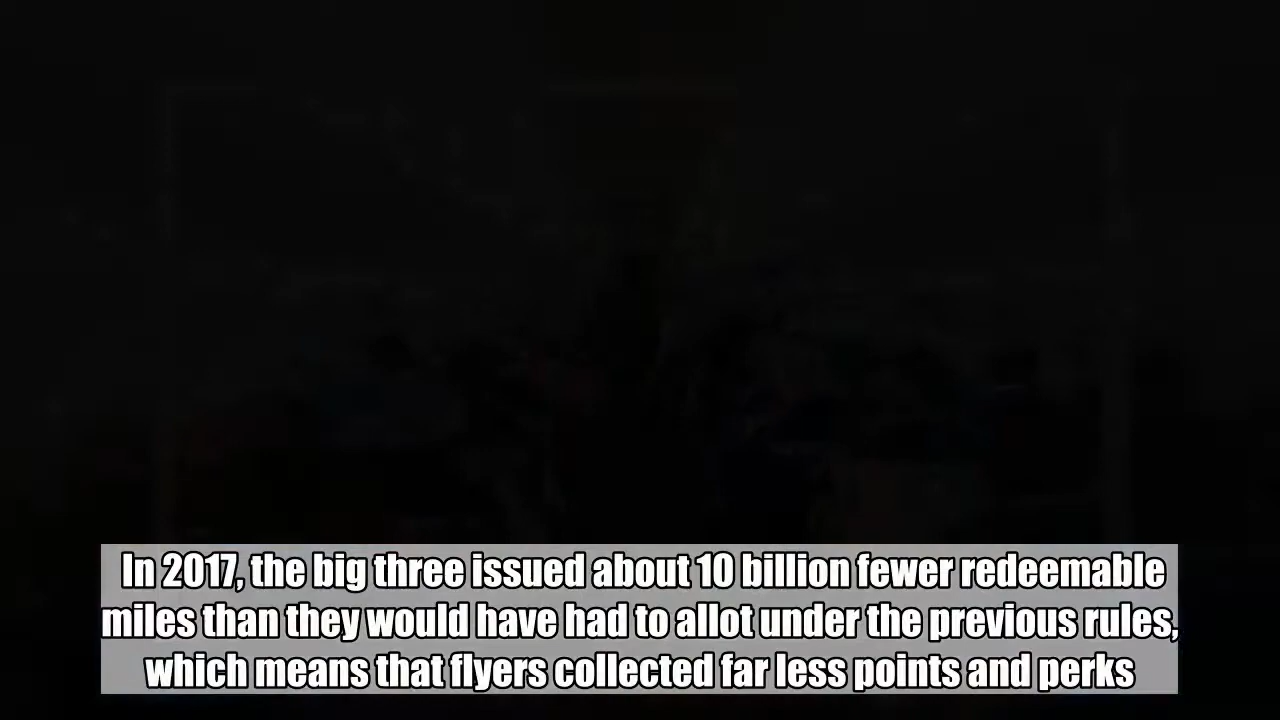 In 2017, the big three issued about 10 billion fewer redeemable
miles than they would have had to allot under the previous rules,
which means that flyers collected far less points and perks